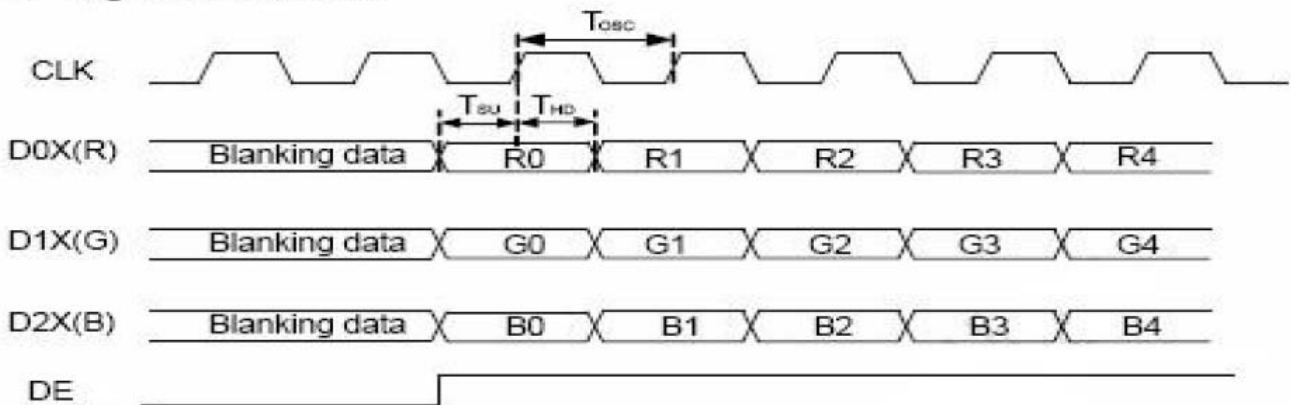 Tosc
CLK
TSU THD
D0X(R) Blanking data R0 R1 R2 R3 R4
D1X(G) Blanking data G0 G1 G2 G3 G4
D2X(B) Blanking data B0 B1 B2 B3 B4
DE